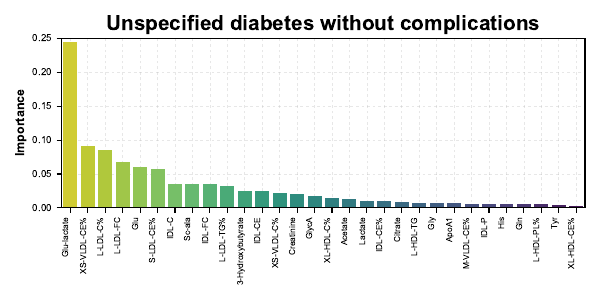 Unspecified diabetes without complications
0.25
0.20
0.15
0.10
0.05
0.00
Importance
Glu-lactate
XS-VLDL-CE%
L-LDL-C%
L-LDL-FC
Glu
S-LDL-CE%
IDL-C
Sc-ala
IDL-FC
L-LDL-TG%
3-Hydroxybutyrate
IDL-CE
XS-VLDL-C%
Creatinine
GlycA
XL-HDL-C%
Acetate
Lactate
IDL-CE%
Citrate
L-HDL-TG
Gly
ApoA1
M-VLDL-CE%
IDL-P
His
Gln
L-HDL-PL%
Tyr
XL-HDL-CE%